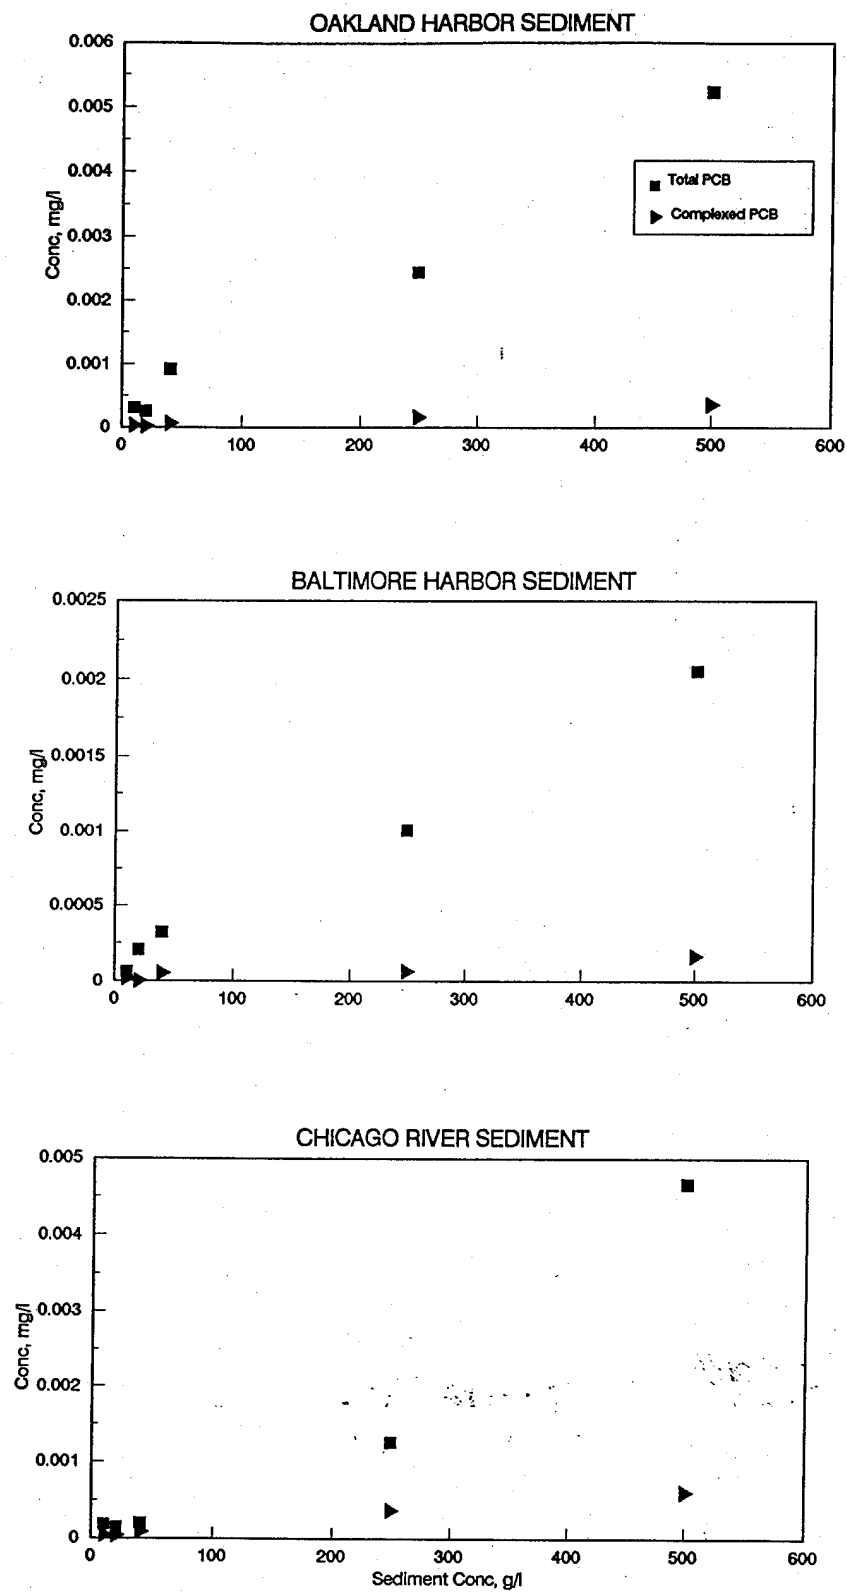 OAKLAND HARBOR SEDIMENT
0.006
0.005
0.004
0.003
0.002
0.001
0
Conc, mg/l
Total PCB
Complexed PCB
0 100 200 300 400 500 600
BALTIMORE HARBOR SEDIMENT
0.0025
0.002
0.0015
0.001
0.0005
0
Conc, mg/l
0 100 200 300 400 500 600
CHICAGO RIVER SEDIMENT
0.005
0.004
0.003
0.002
0.001
0
Conc, mg/l
0 100 200 300 400 500 600
Sediment Conc, g/l